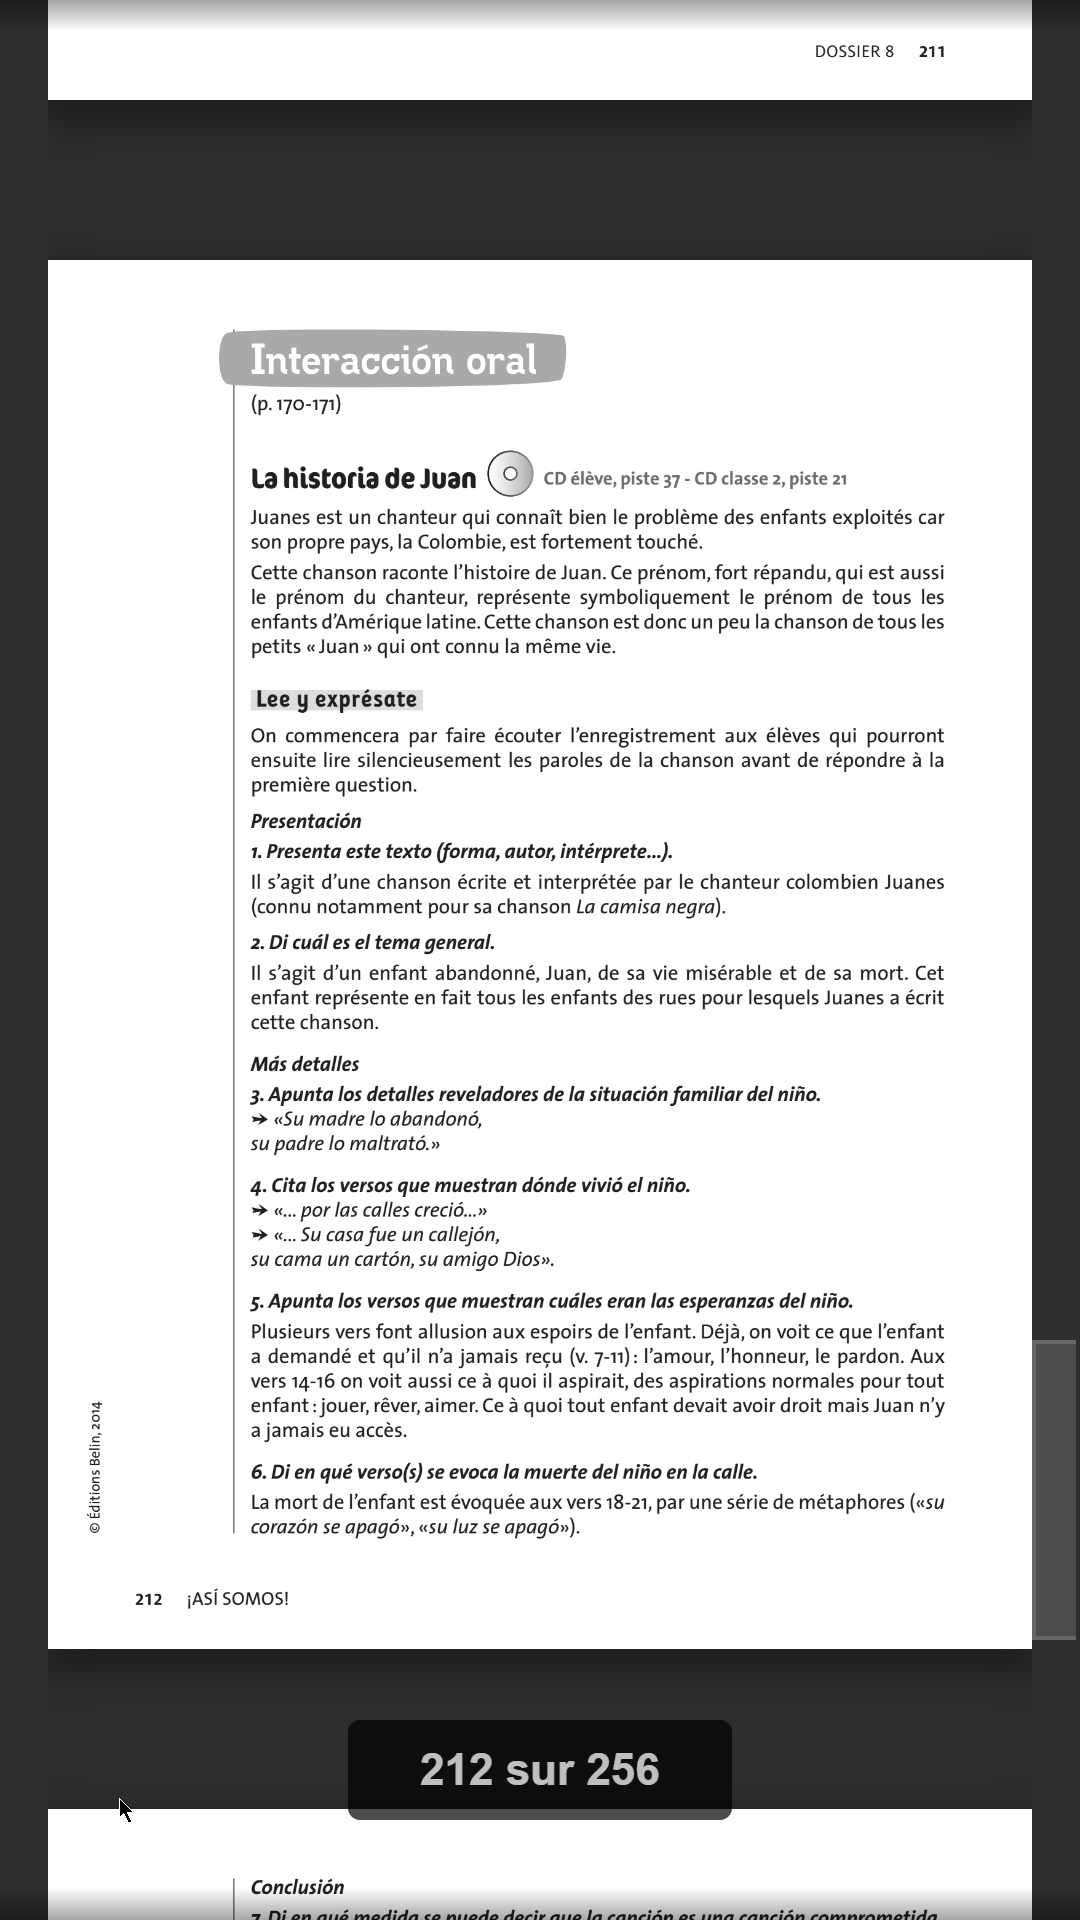 DOSSIER 8 211
Interacción oral
(p. 170-171)
La historia de Juan CD élève, piste 37 - CD classe 2, piste 21
Juanes est un chanteur qui connaît bien le problème des enfants exploités car
son propre pays, la Colombie, est fortement touché.
Cette chanson raconte l’histoire de Juan. Ce prénom, fort répandu, qui est aussi
le prénom du chanteur, représente symboliquement le prénom de tous les
enfants d’Amérique latine. Cette chanson est donc un peu la chanson de tous les
petits « Juan » qui ont connu la même vie.
Lee y exprésate
On commencera par faire écouter l’enregistrement aux élèves qui pourront
ensuite lire silencieusement les paroles de la chanson avant de répondre à la
première question.
Presentación
1. Presenta este texto (forma, autor, intérprete...).
Il s’agit d’une chanson écrite et interprétée par le chanteur colombien Juanes
(connu notamment pour sa chanson La camisa negra).
2. Di cuál es el tema general.
Il s’agit d’un enfant abandonné, Juan, de sa vie misérable et de sa mort. Cet
enfant représente en fait tous les enfants des rues pour lesquels Juanes a écrit
cette chanson.
Más detalles
3. Apunta los detalles reveladores de la situación familiar del niño.
➛ «Su madre lo abandonó,
su padre lo maltrató.»
4. Cita los versos que muestran dónde vivió el niño.
➛ «... por las calles creció...»
➛ «... Su casa fue un callejón,
su cama un cartón, su amigo Dios».
5. Apunta los versos que muestran cuáles eran las esperanzas del niño.
Plusieurs vers font allusion aux espoirs de l’enfant. Déjà, on voit ce que l’enfant
a demandé et qu’il n’a jamais reçu (v. 7-11) : l’amour, l’honneur, le pardon. Aux
vers 14-16 on voit aussi ce à quoi il aspirait, des aspirations normales pour tout
enfant : jouer, rêver, aimer. Ce à quoi tout enfant devait avoir droit mais Juan n’y
a jamais eu accès.
6. Di en qué verso(s) se evoca la muerte del niño en la calle.
La mort de l’enfant est évoquée aux vers 18-21, par une série de métaphores («su
corazón se apagó», «su luz se apagó»).
© Éditions Belin, 2014
212 ¡ASÍ SOMOS!
212 sur 256
Conclusión
7. Di en qué medida se puede decir que la canción es una canción comprometida.